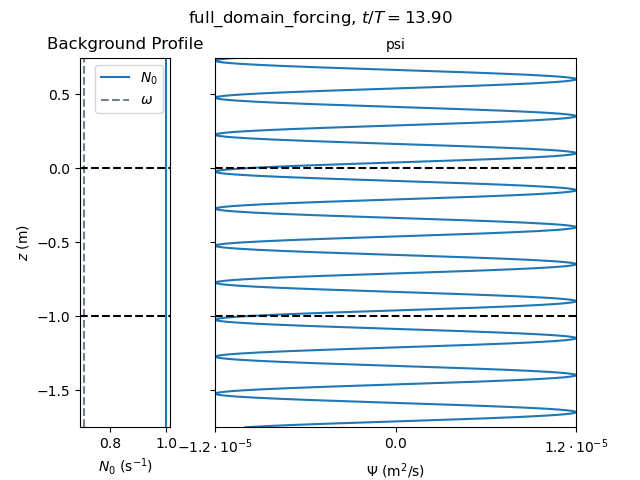 full_domain_forcing, t/T = 13.90
Background Profile
psi
N₀
ω
0.5
0.0
−0.5
−1.0
−1.5
z (m)
0.8 1.0
N₀ (s⁻¹)
−1.2·10⁻⁵ 0.0 1.2·10⁻⁵
Ψ (m²/s)